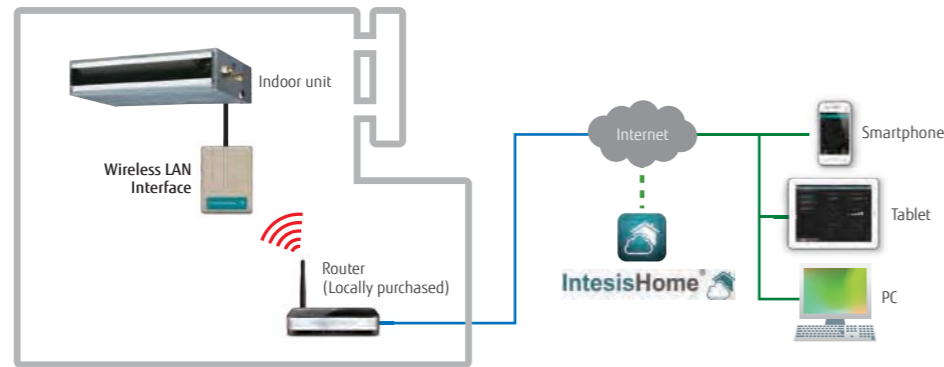 Indoor unit
Wireless LAN
Interface
Router
(Locally purchased)
Internet
IntesisHome®
Smartphone
Tablet
PC